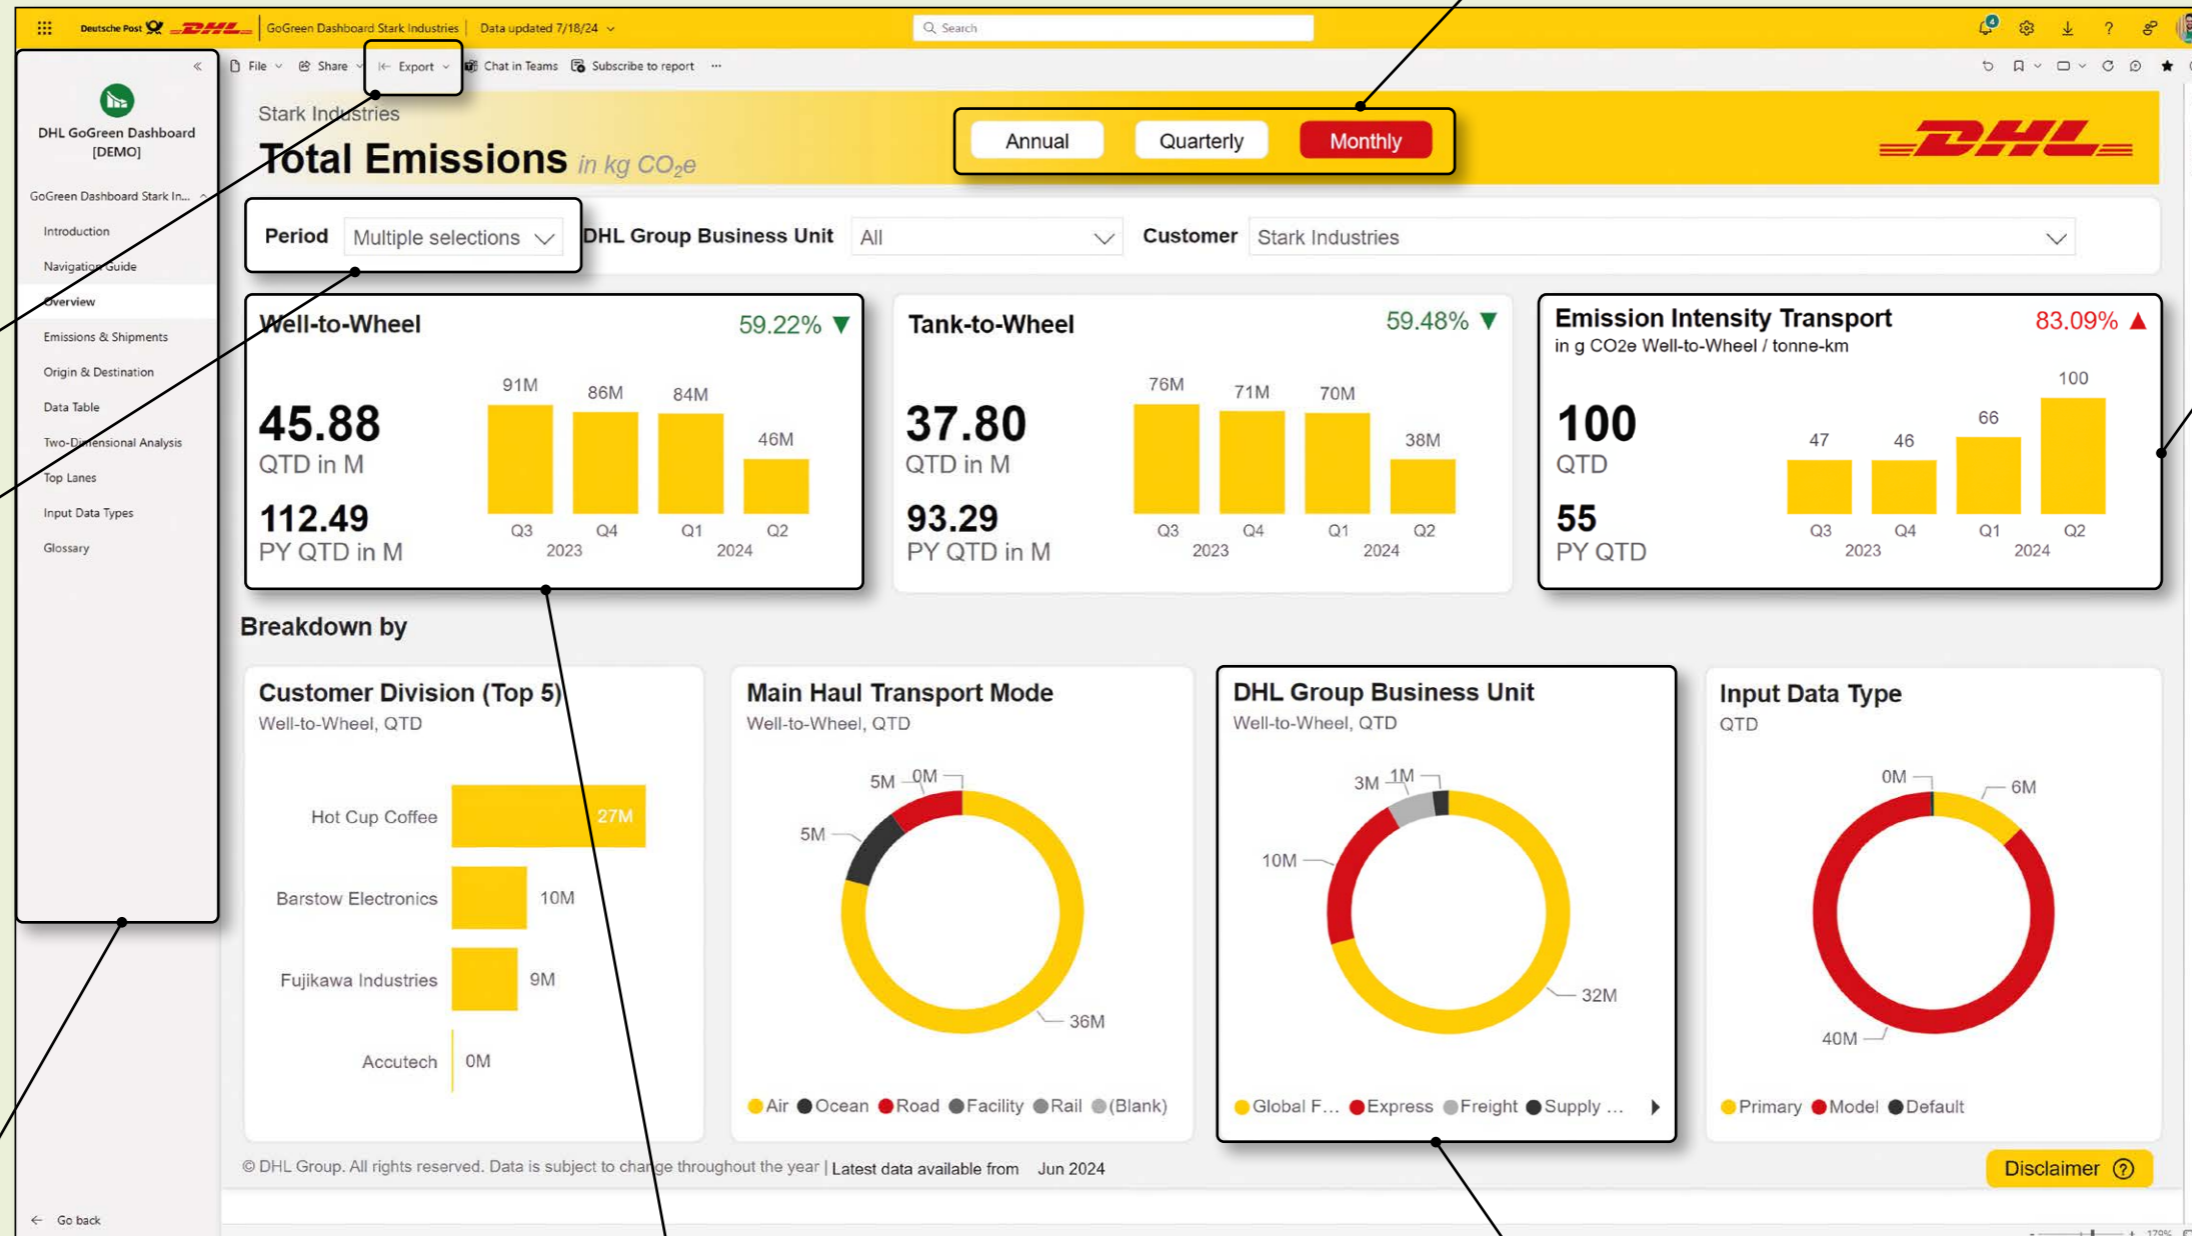 Deutsche Post DHL GoGreen Dashboard Stark Industries | Data updated 7/18/24
Search
4
?
File Share Export Chat in Teams Subscribe to report ...
DHL GoGreen Dashboard
[DEMO]
GoGreen Dashboard Stark In...
Introduction
Navigation Guide
Overview
Emissions & Shipments
Origin & Destination
Data Table
Two-Dimensional Analysis
Top Lanes
Input Data Types
Glossary
Go back
Stark Industries
Total Emissions in kg CO₂e
Annual Quarterly Monthly
DHL
Period Multiple selections DHL Group Business Unit All Customer Stark Industries
Well-to-Wheel 59.22% ▼
45.88
QTD in M
112.49
PY QTD in M
91M 86M 84M 46M
Q3 Q4 Q1 Q2
2023 2024
Tank-to-Wheel 59.48% ▼
37.80
QTD in M
93.29
PY QTD in M
76M 71M 70M 38M
Q3 Q4 Q1 Q2
2023 2024
Emission Intensity Transport 83.09% ▲
in g CO2e Well-to-Wheel / tonne-km
100
QTD
55
PY QTD
47 46 66 100
Q3 Q4 Q1 Q2
2023 2024
Breakdown by
Customer Division (Top 5)
Well-to-Wheel, QTD
Hot Cup Coffee 27M
Barstow Electronics 10M
Fujikawa Industries 9M
Accutech 0M
Main Haul Transport Mode
Well-to-Wheel, QTD
5M 0M
5M
36M
Air Ocean Road Facility Rail (Blank)
DHL Group Business Unit
Well-to-Wheel, QTD
3M 1M
10M
32M
Global F... Express Freight Supply ...
Input Data Type
QTD
0M 6M
40M
Primary Model Default
© DHL Group. All rights reserved. Data is subject to change throughout the year | Latest data available from Jun 2024
Disclaimer ?
- + 179%